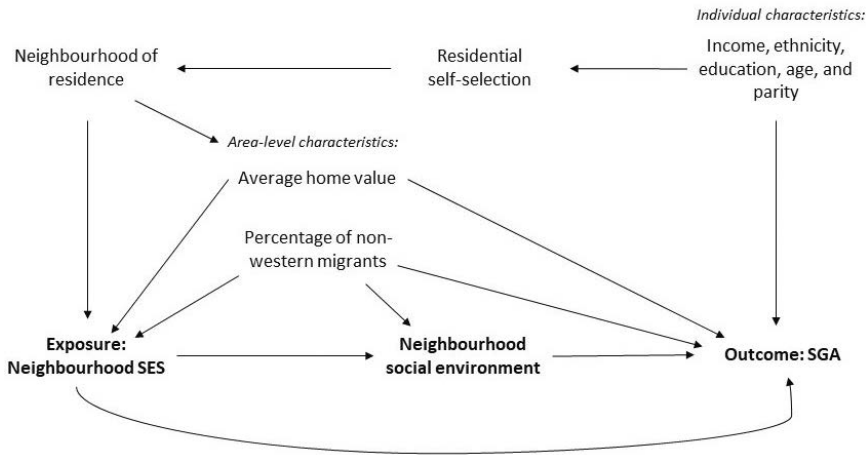 Individual characteristics:
Neighbourhood of
residence
Residential
self-selection
Income, ethnicity,
education, age, and
parity
Area-level characteristics:
Average home value
Percentage of non-
western migrants
Exposure:
Neighbourhood SES
Neighbourhood
social environment
Outcome: SGA